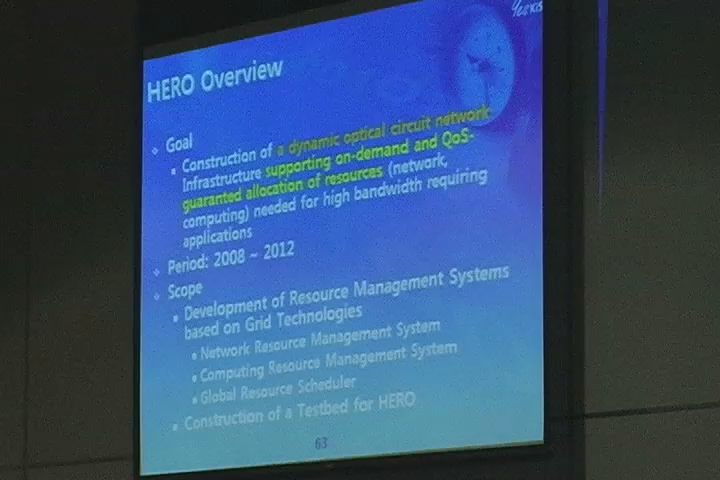 HERO Overview
Goal
Construction of a dynamic optical circuit network
Infrastructure supporting on-demand and QoS-
guaranted allocation of resources (network,
computing) needed for high bandwidth requiring
applications
Period: 2008 ~ 2012
Scope
Development of Resource Management Systems
based on Grid Technologies
Network Resource Management System
Computing Resource Management System
Global Resource Scheduler
Construction of a Testbed for HERO
63